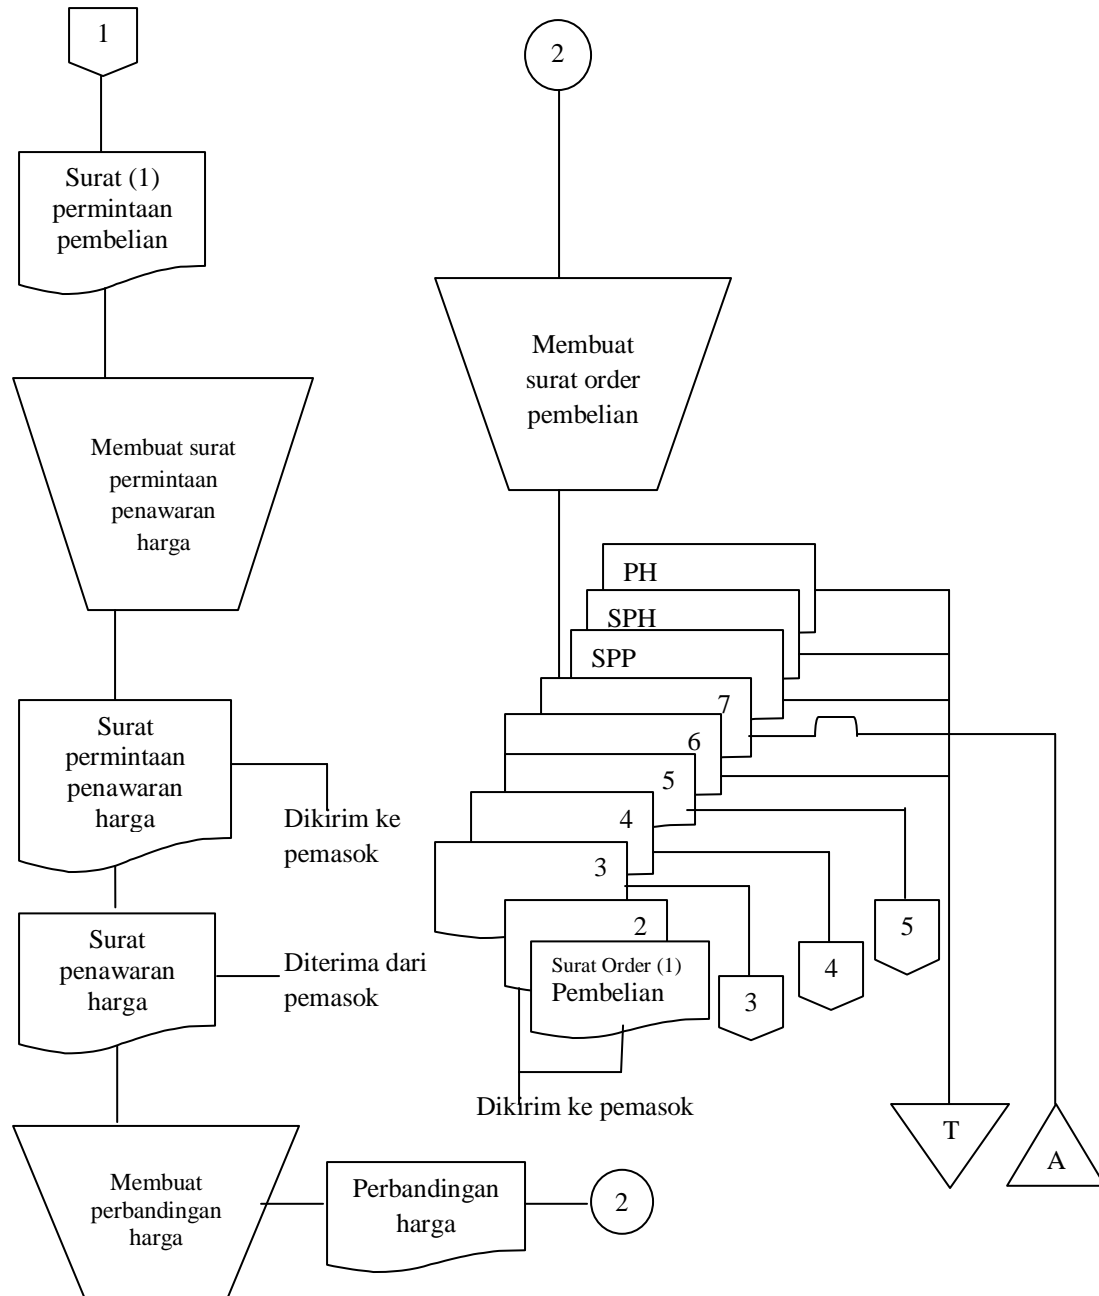 1
Surat (1)
permintaan
pembelian
Membuat surat
permintaan
penawaran
harga
Surat
permintaan
penawaran
harga
Dikirim ke
pemasok
Surat
penawaran
harga
Diterima dari
pemasok
Membuat
perbandingan
harga
Perbandingan
harga
2
2
Membuat
surat order
pembelian
PH
SPH
SPP
7
6
5
4
3
2
Surat Order (1)
Pembelian
Dikirim ke pemasok
3
4
5
T
A